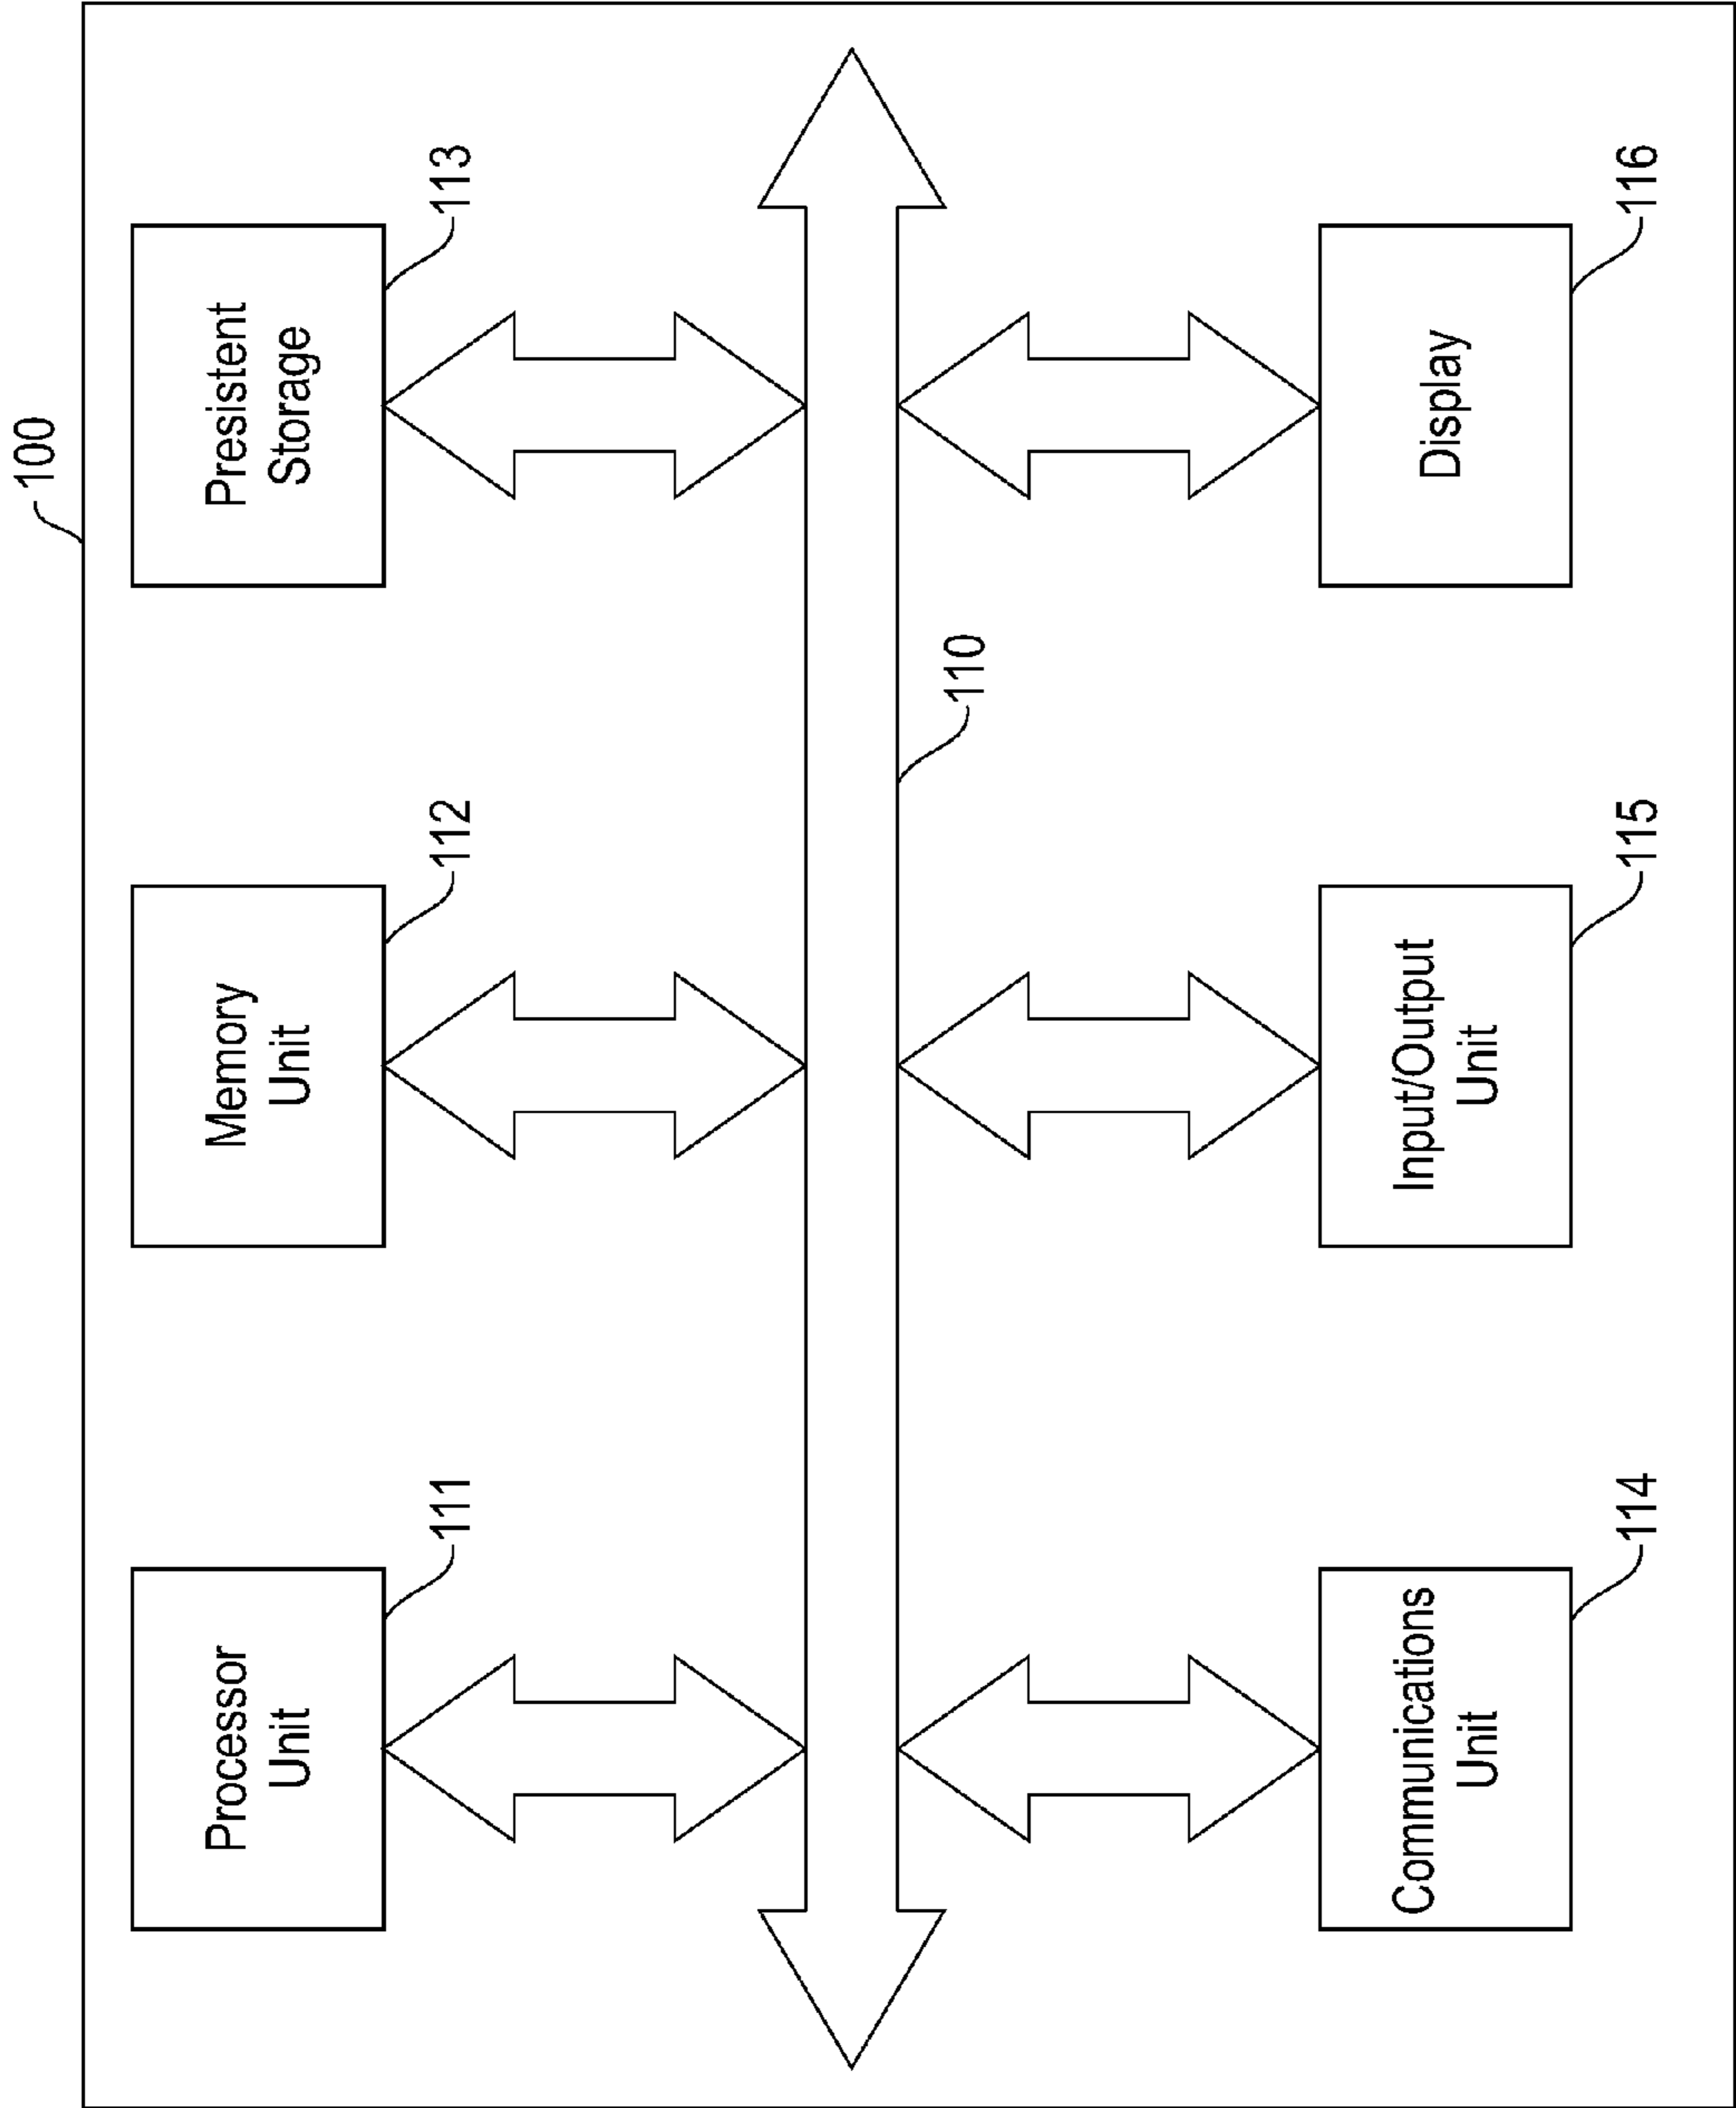 100
Processor
Unit
111
Memory
Unit
112
Presistent
Storage
113
110
Communications
Unit
114
Input/Output
Unit
115
Display
116